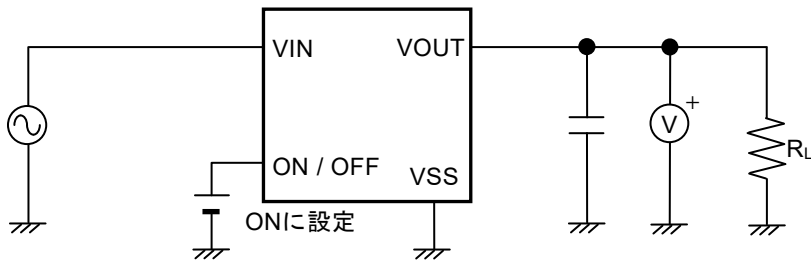 VIN
VOUT
V
+
RL
ON / OFF
VSS
ONに設定